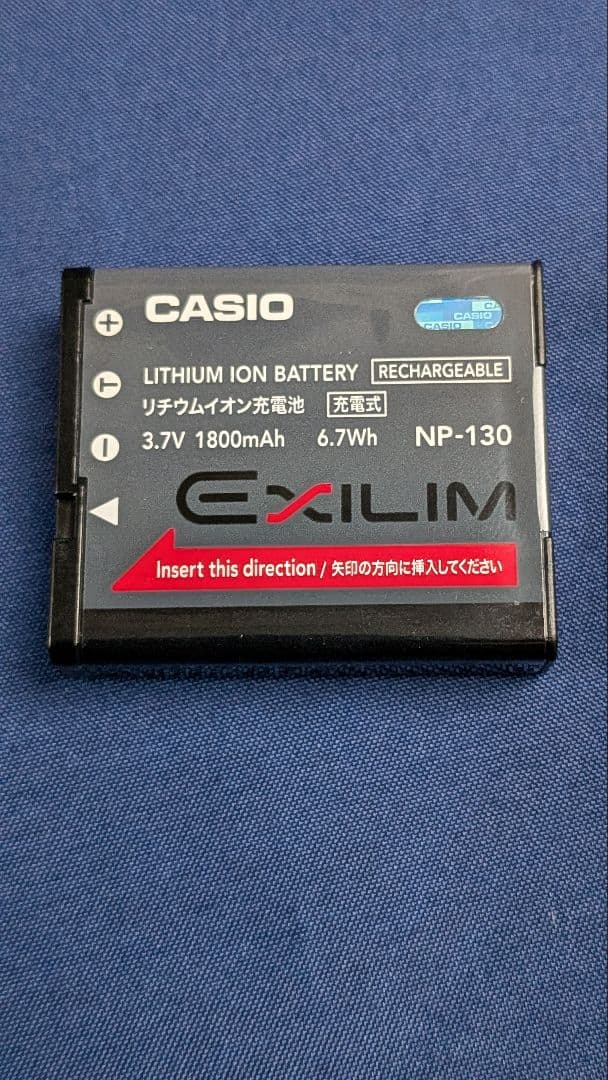 CASIO
CASIO
CASIO
+
T
LITHIUM ION BATTERY RECHARGEABLE
リチウムイオン充電池 充電式
−
3.7V 1800mAh 6.7Wh NP-130
EXILIM
Insert this direction / 矢印の方向に挿入してください